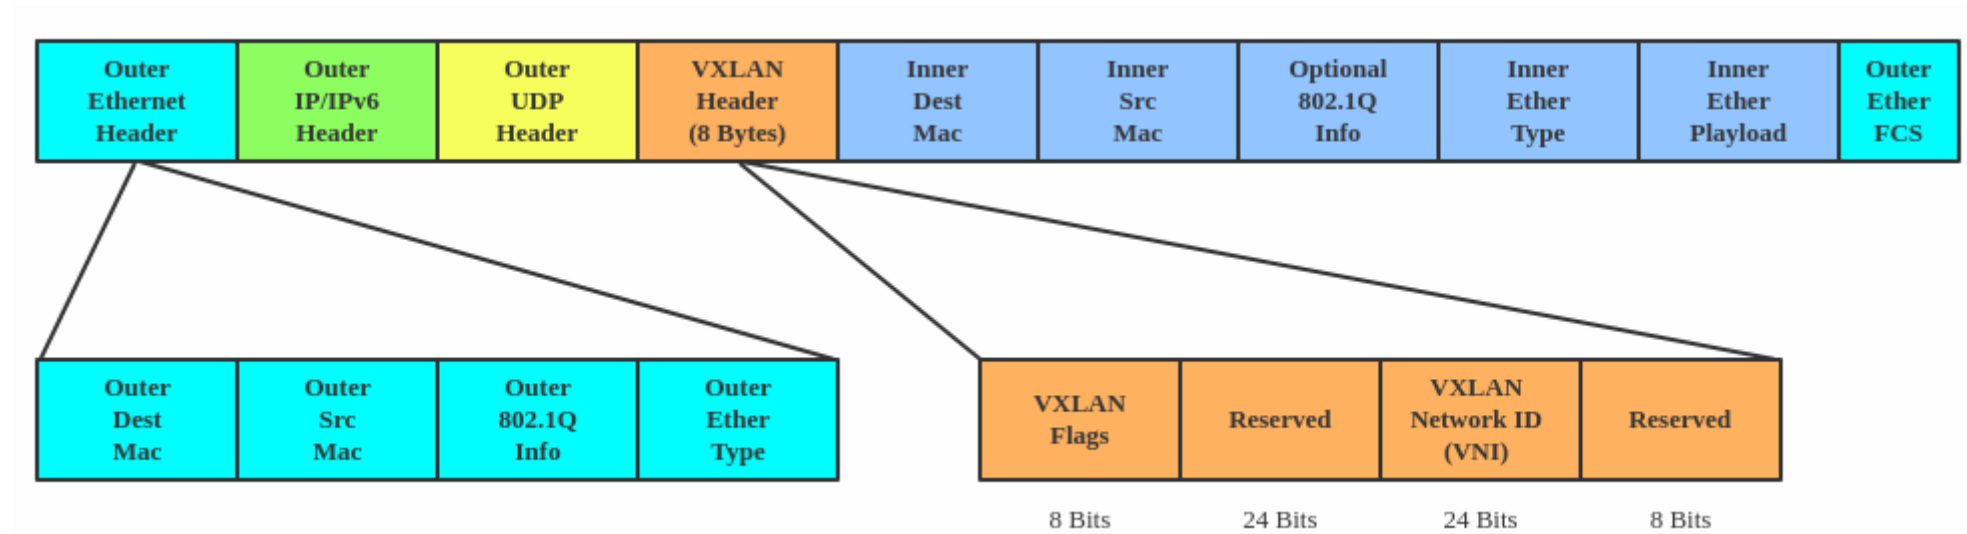 Outer
Ethernet
Header
Outer
IP/IPv6
Header
Outer
UDP
Header
VXLAN
Header
(8 Bytes)
Inner
Dest
Mac
Inner
Src
Mac
Optional
802.1Q
Info
Inner
Ether
Type
Inner
Ether
Playload
Outer
Ether
FCS
Outer
Dest
Mac
Outer
Src
Mac
Outer
802.1Q
Info
Outer
Ether
Type
VXLAN
Flags
Reserved
VXLAN
Network ID
(VNI)
Reserved
8 Bits
24 Bits
24 Bits
8 Bits